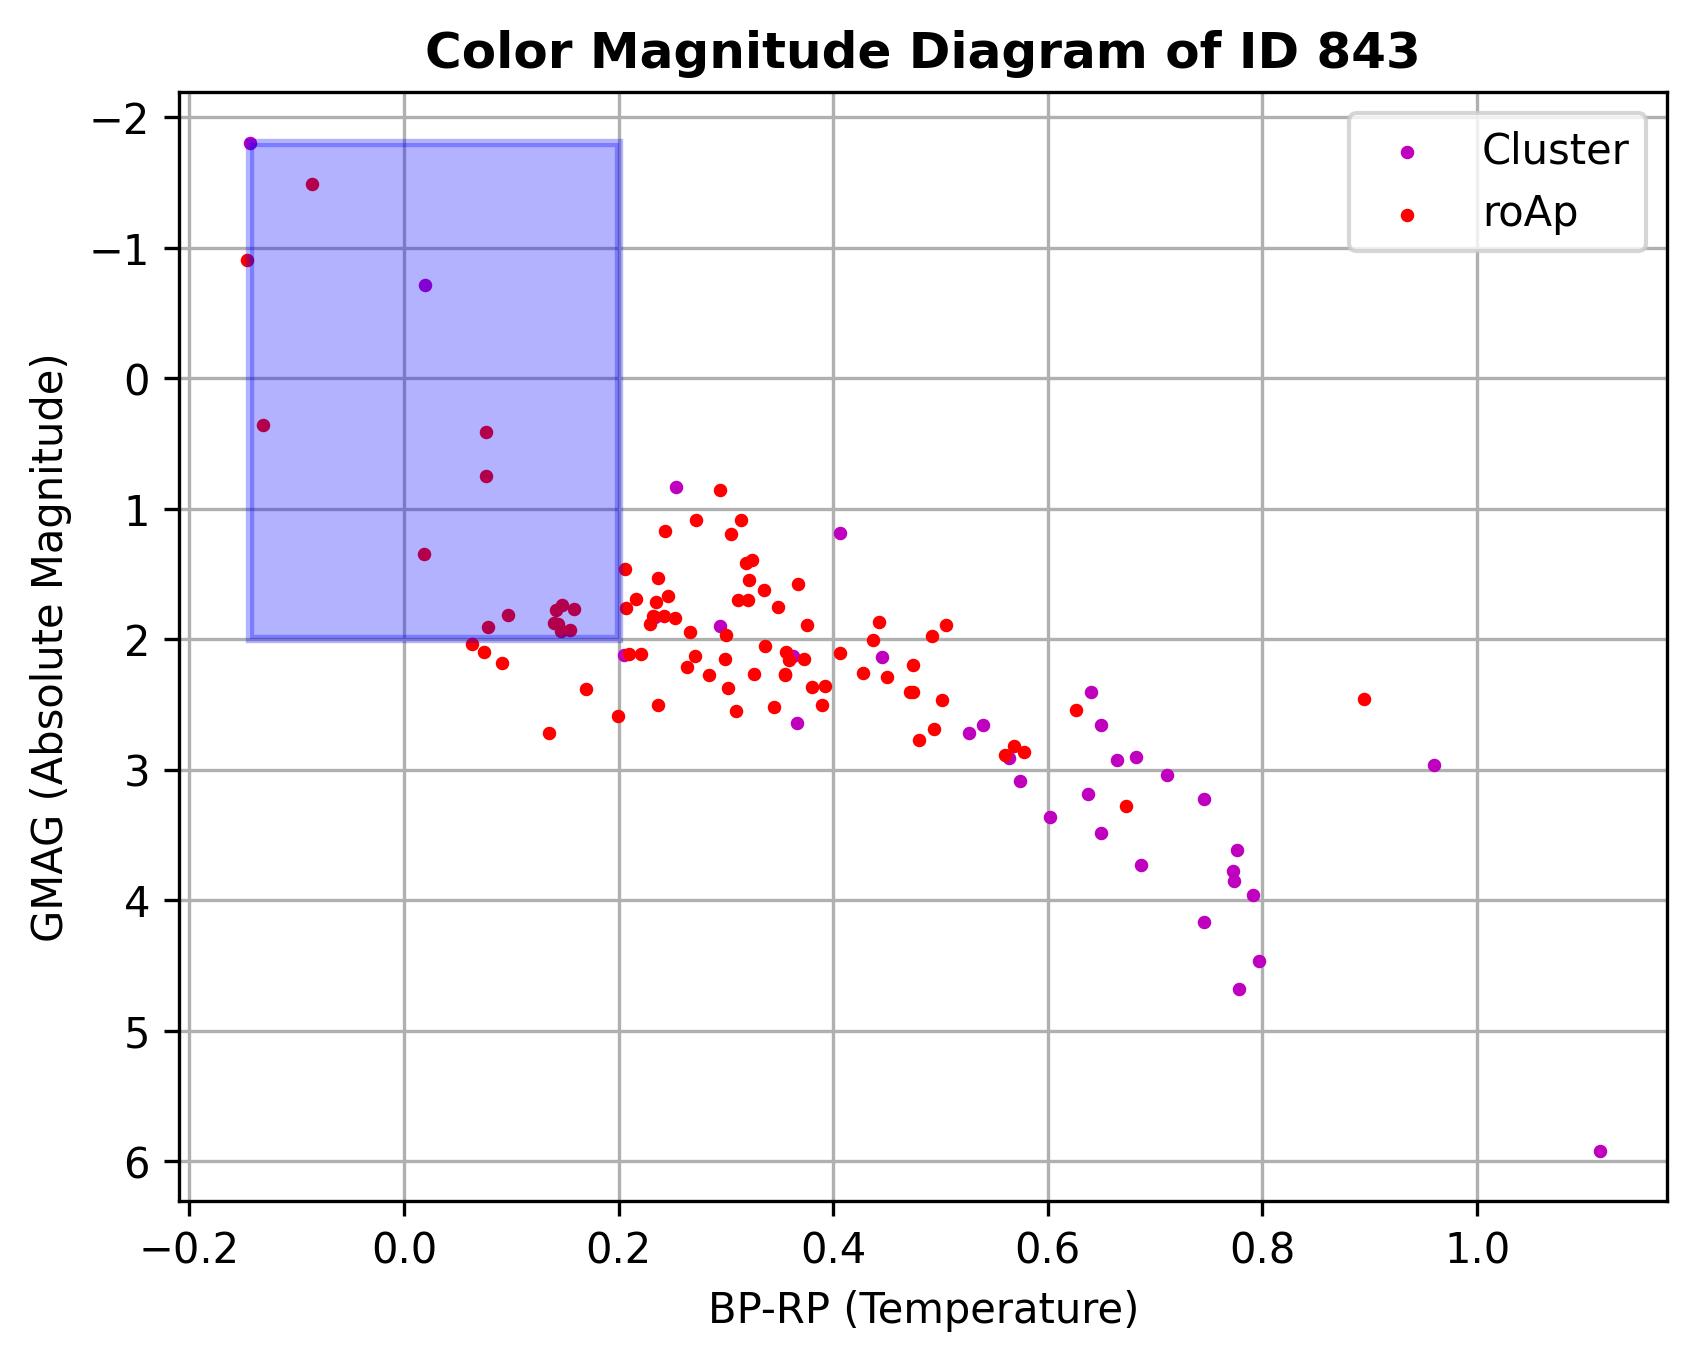 Color Magnitude Diagram of ID 843
Cluster
roAp
GMAG (Absolute Magnitude)
−2
−1
0
1
2
3
4
5
6
−0.2 0.0 0.2 0.4 0.6 0.8 1.0
BP-RP (Temperature)